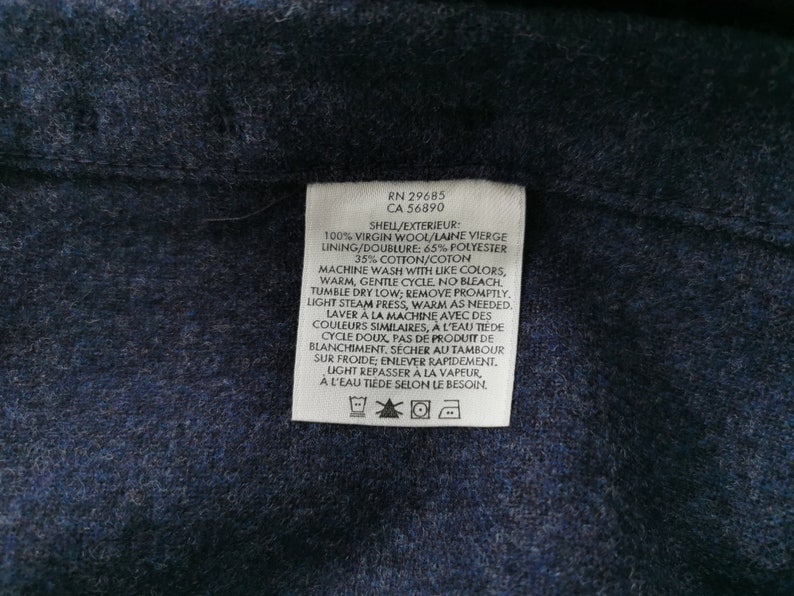 RN 29685
CA 56890
SHELL/EXTERIEUR:
100% VIRGIN WOOL/LAINE VIERGE
LINING/DOUBLURE: 65% POLYESTER
35% COTTON/COTON
MACHINE WASH WITH LIKE COLORS,
WARM, GENTLE CYCLE. NO BLEACH.
TUMBLE DRY LOW; REMOVE PROMPTLY.
LIGHT STEAM PRESS, WARM AS NEEDED.
LAVER À LA MACHINE AVEC DES
COULEURS SIMILAIRES, À L'EAU TIÈDE
CYCLE DOUX. PAS DE PRODUIT DE
BLANCHIMENT. SÉCHER AU TAMBOUR
SUR FROIDE; ENLEVER RAPIDEMENT.
LIGHT REPASSER À LA VAPEUR,
À L'EAU TIÈDE SELON LE BESOIN.